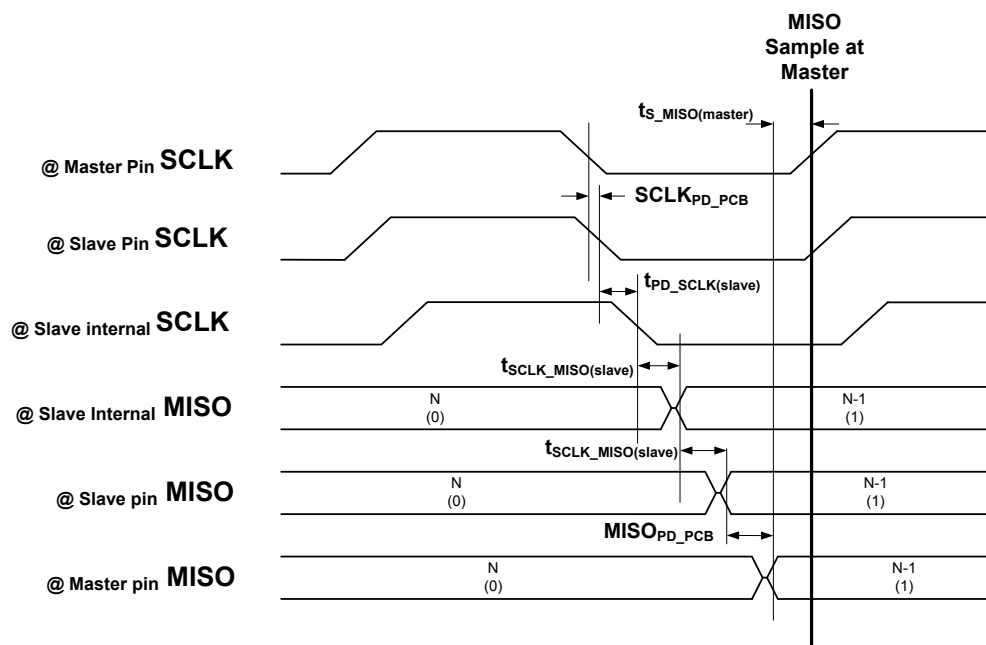 MISO
Sample at
Master
tS_MISO(master)
@ Master Pin SCLK
SCLKPD_PCB
@ Slave Pin SCLK
tPD_SCLK(slave)
@ Slave internal SCLK
tSCLK_MISO(slave)
@ Slave Internal MISO
N
(0)
N-1
(1)
tSCLK_MISO(slave)
@ Slave pin MISO
N
(0)
N-1
(1)
MISOPD_PCB
@ Master pin MISO
N
(0)
N-1
(1)